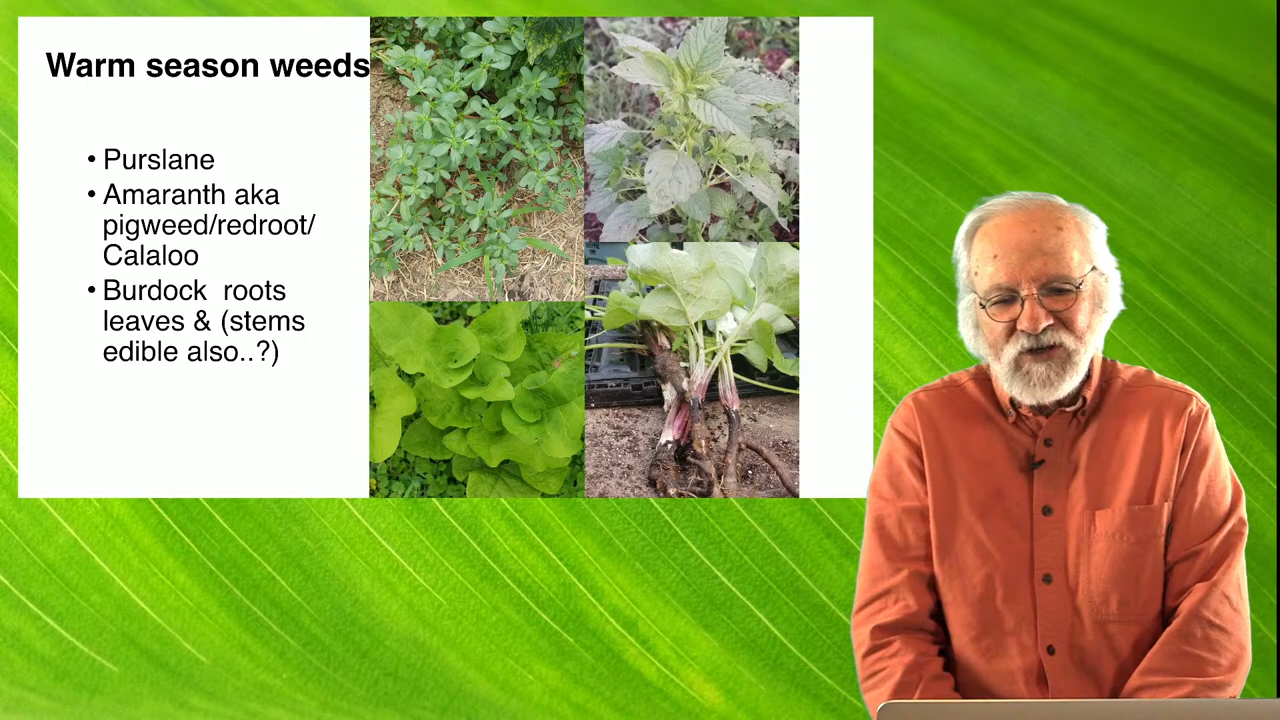 Warm season weeds
• Purslane
• Amaranth aka
pigweed/redroot/
Calaloo
• Burdock  roots
leaves & (stems
edible also..?)